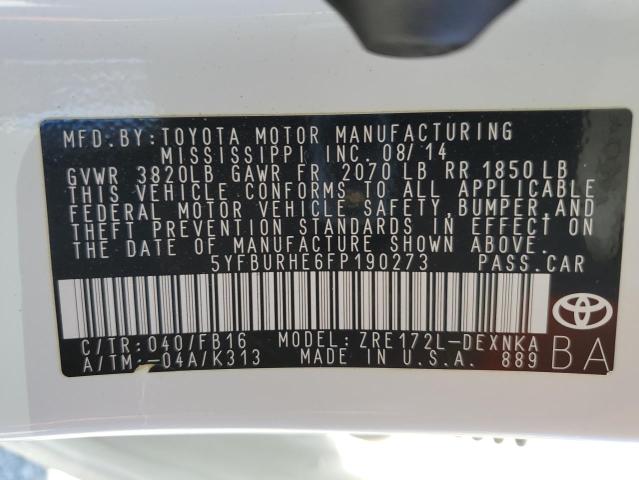 MFD. BY: TOYOTA MOTOR MANUFACTURING
MISSISSIPPI INC. 08/14
GVWR 3820LB GAWR FR 2070 LB RR 1850 LB
THIS VEHICLE CONFORMS TO ALL APPLICABLE
FEDERAL MOTOR VEHICLE SAFETY, BUMPER, AND
THEFT PREVENTION STANDARDS IN EFFECT ON
THE DATE OF MANUFACTURE SHOWN ABOVE.
5YFBURHE6FP190273 PASS. CAR
C/TR: 040/FB16 MODEL: ZRE172L-DEXNKA
A/TM: -04A/K313 MADE IN U.S.A. 889
BA